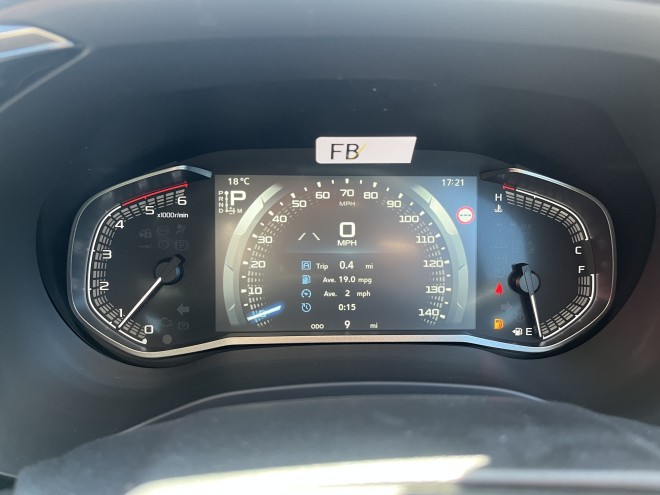 FB
18 °C
17:21
P
R
N
D
P
M
0
MPH
MPH
10
20
30
40
50
60
70
80
90
100
110
120
130
140
Trip 0.4 mi
Ave. 19.0 mpg
Ave. 2 mph
0:15
ODO 9 mi
0
1
2
3
4
5
6
x1000r/min
H
C
F
E